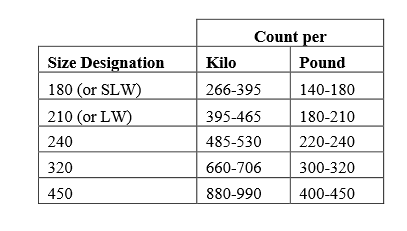 Count per
Size Designation Kilo Pound
180 (or SLW) 266-395 140-180
210 (or LW) 395-465 180-210
240 485-530 220-240
320 660-706 300-320
450 880-990 400-450